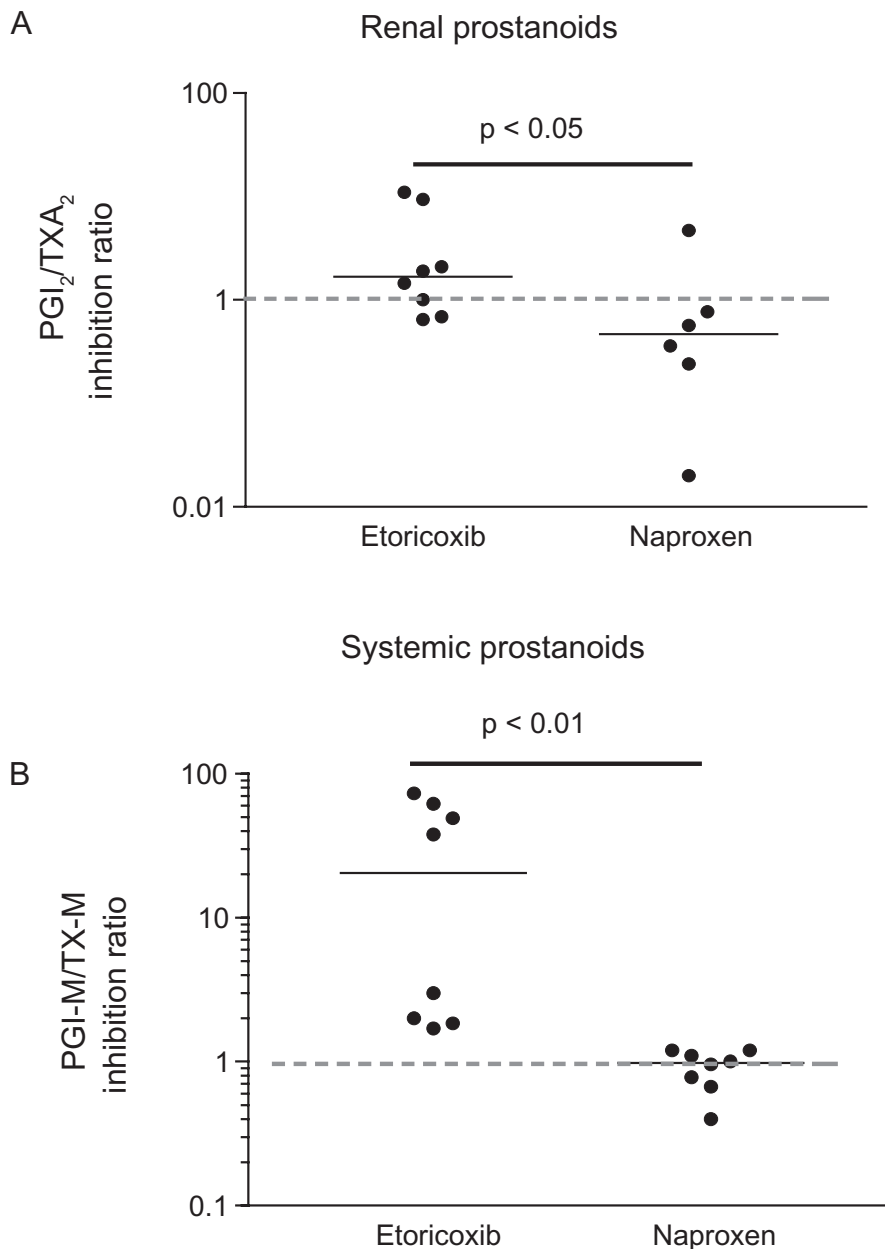 A
Renal prostanoids
100
p < 0.05
PGI₂/TXA₂
inhibition ratio
1
0.01
Etoricoxib
Naproxen
Systemic prostanoids
p < 0.01
B
100
PGI-M/TX-M
inhibition ratio
10
1
0.1
Etoricoxib
Naproxen